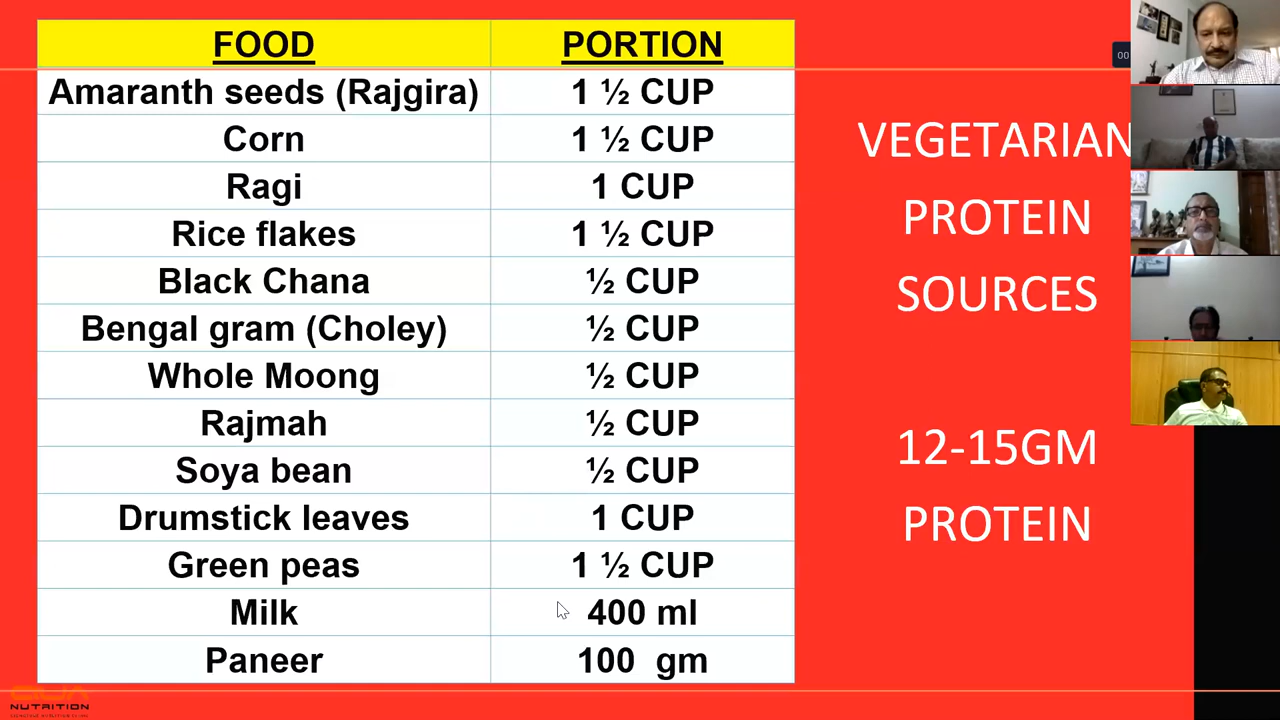 FOOD PORTION
Amaranth seeds (Rajgira) 1 ½ CUP
Corn 1 ½ CUP
Ragi 1 CUP
Rice flakes 1 ½ CUP
Black Chana ½ CUP
Bengal gram (Choley) ½ CUP
Whole Moong ½ CUP
Rajmah ½ CUP
Soya bean ½ CUP
Drumstick leaves 1 CUP
Green peas 1 ½ CUP
Milk 400 ml
Paneer 100 gm
VEGETARIAN
PROTEIN
SOURCES
12-15GM
PROTEIN
00
NUTRITION